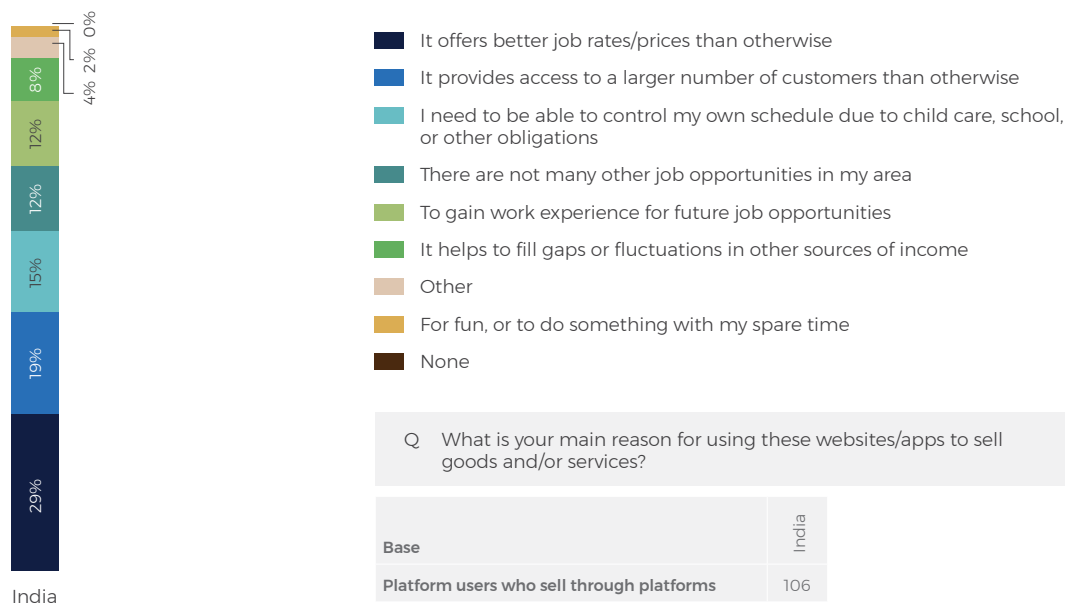 0%
2%
4%
8%
12%
12%
15%
19%
29%
India
It offers better job rates/prices than otherwise
It provides access to a larger number of customers than otherwise
I need to be able to control my own schedule due to child care, school,
or other obligations
There are not many other job opportunities in my area
To gain work experience for future job opportunities
It helps to fill gaps or fluctuations in other sources of income
Other
For fun, or to do something with my spare time
None
Q What is your main reason for using these websites/apps to sell
goods and/or services?
Base India
Platform users who sell through platforms 106